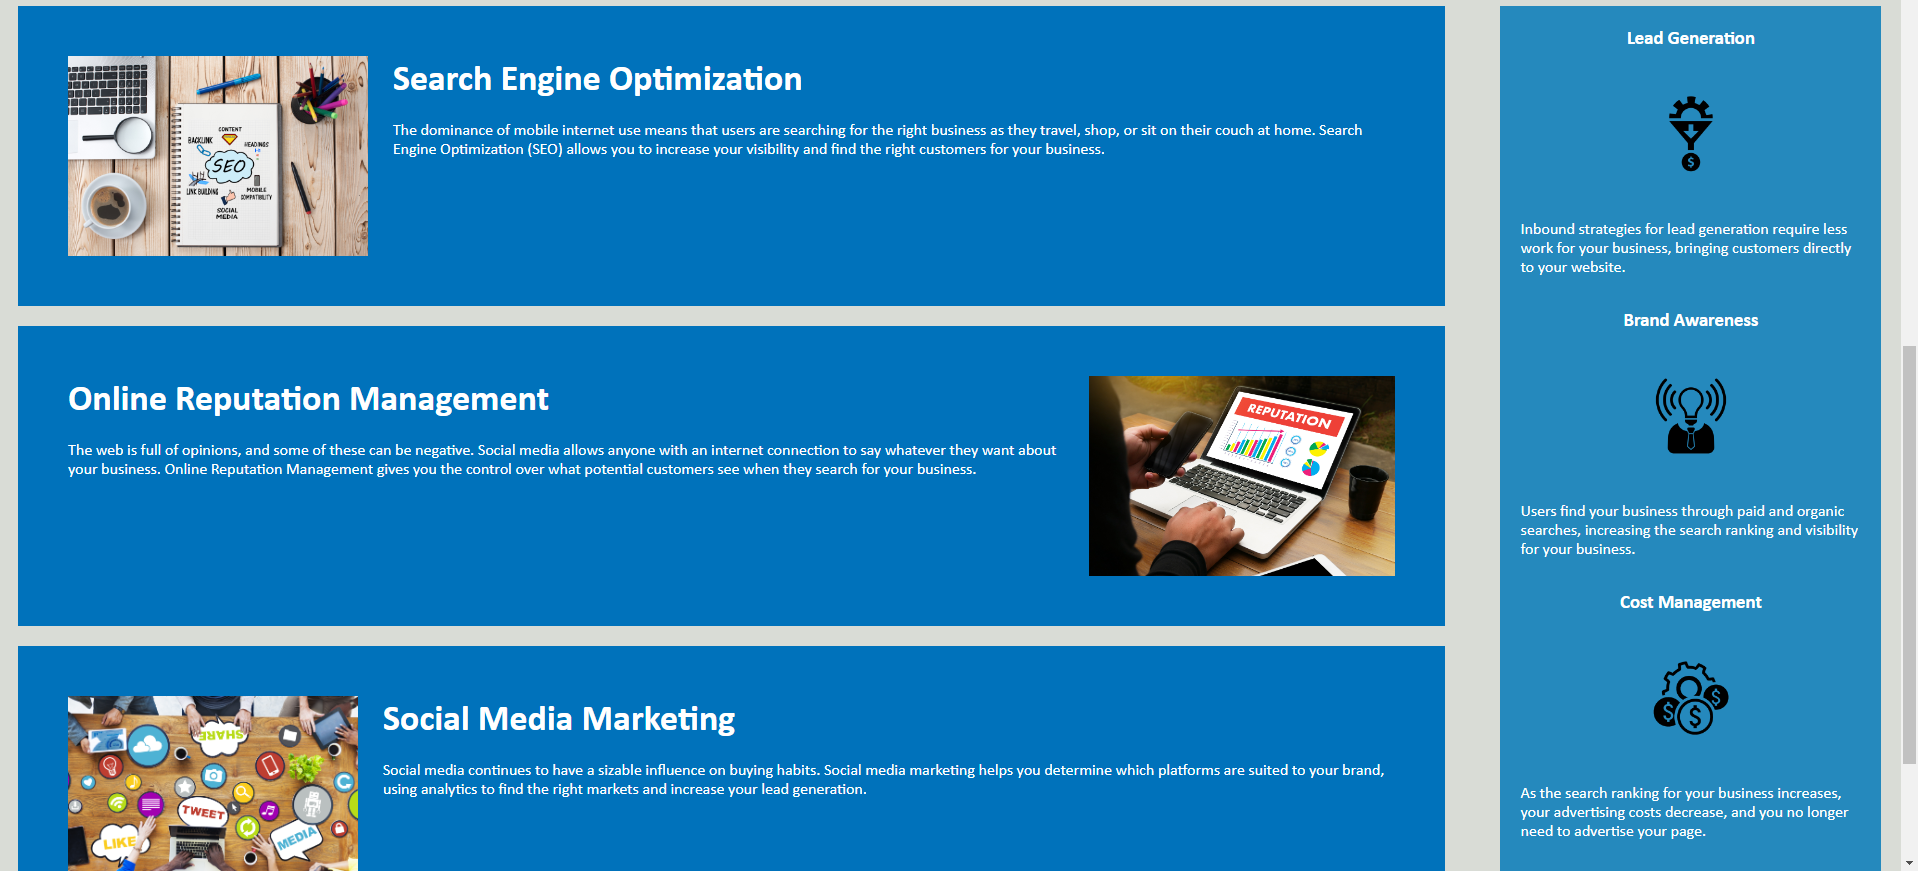 Search Engine Optimization
The dominance of mobile internet use means that users are searching for the right business as they travel, shop, or sit on their couch at home. Search
Engine Optimization (SEO) allows you to increase your visibility and find the right customers for your business.
CONTENT
BACKLINK
HEADINGS
SEO
LINK BUILDING
MOBILE
COMPATIBILITY
SOCIAL
MEDIA
Online Reputation Management
The web is full of opinions, and some of these can be negative. Social media allows anyone with an internet connection to say whatever they want about
your business. Online Reputation Management gives you the control over what potential customers see when they search for your business.
REPUTATION
Social Media Marketing
Social media continues to have a sizable influence on buying habits. Social media marketing helps you determine which platforms are suited to your brand,
using analytics to find the right markets and increase your lead generation.
SHARE
TWEET
LIKE
MEDIA
Lead Generation
$
Inbound strategies for lead generation require less
work for your business, bringing customers directly
to your website.
Brand Awareness
Users find your business through paid and organic
searches, increasing the search ranking and visibility
for your business.
Cost Management
$ $ $
As the search ranking for your business increases,
your advertising costs decrease, and you no longer
need to advertise your page.